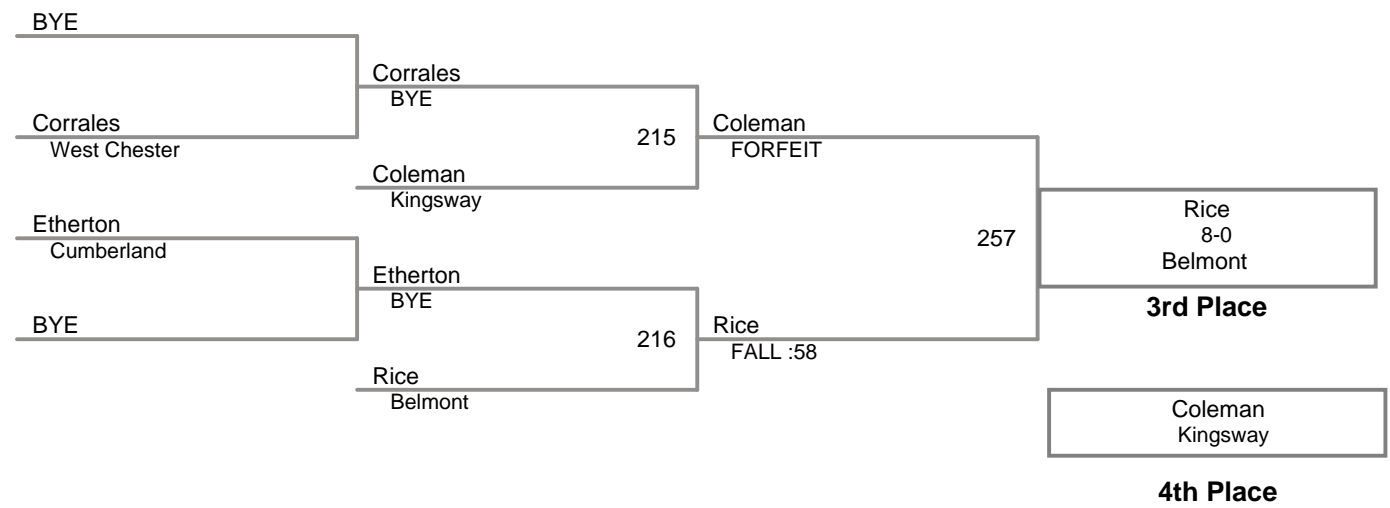 BYE
Corrales
BYE
Corrales
West Chester
215
Coleman
FORFEIT
Coleman
Kingsway
Rice
8-0
Belmont
3rd Place
Etherton
Cumberland
257
Etherton
BYE
BYE
216
Rice
FALL :58
Rice
Belmont
Coleman
Kingsway
4th Place